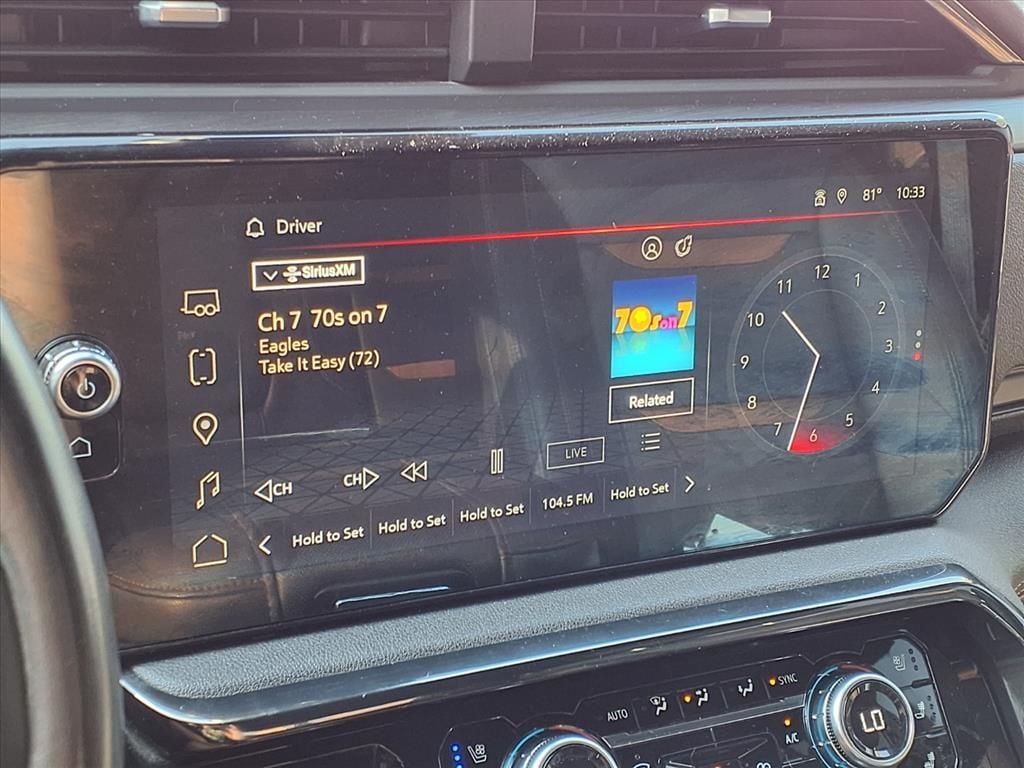 Driver
81° 10:33
SiriusXM
Ch 7 70s on 7
Eagles
Take It Easy (72)
70s on 7
Related
12
1
2
3
4
5
6
7
8
9
10
11
CH
CH
LIVE
Hold to Set
Hold to Set
Hold to Set
104.5 FM
Hold to Set
AUTO
SYNC
A/C
LO